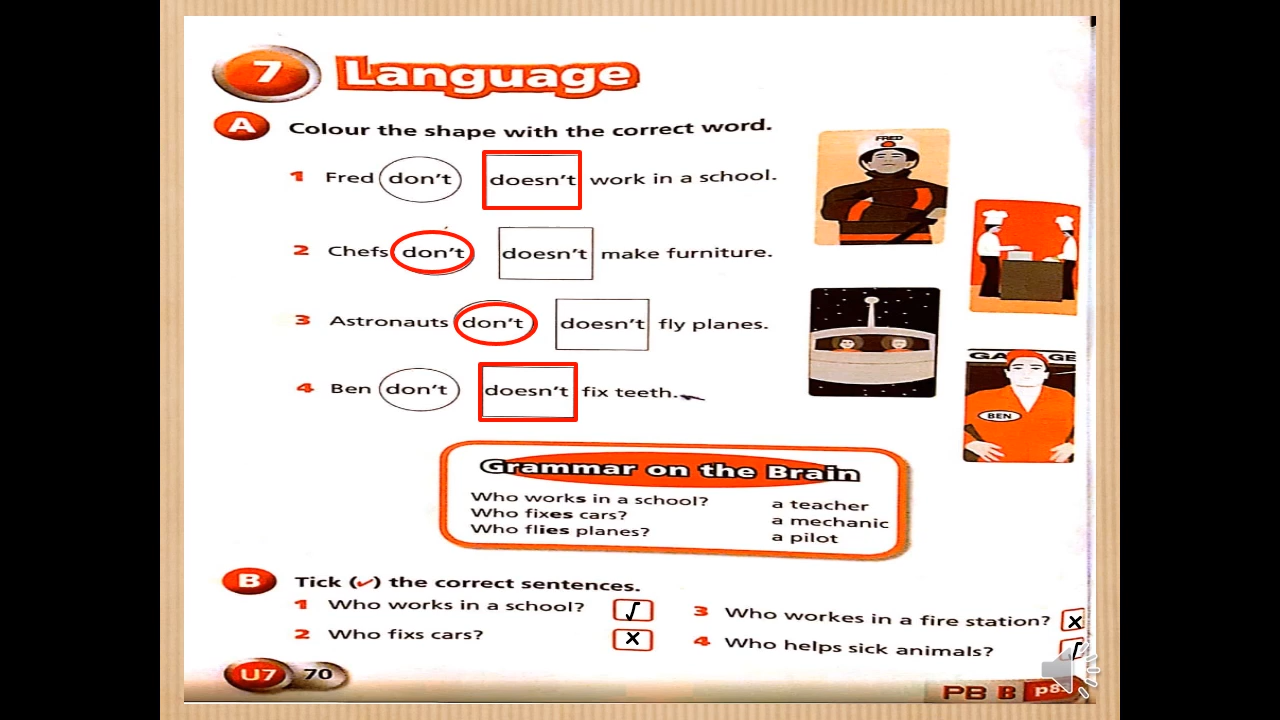 7 Language
A Colour the shape with the correct word.
1 Fred don't doesn't work in a school.
2 Chefs don't doesn't make furniture.
3 Astronauts don't doesn't fly planes.
4 Ben don't doesn't fix teeth.
FRED
BEN
Grammar on the Brain
Who works in a school? a teacher
Who fixes cars? a mechanic
Who flies planes? a pilot
B Tick (✓) the correct sentences.
1 Who works in a school? √
2 Who fixs cars? x
3 Who workes in a fire station? x
4 Who helps sick animals? √
U7 70
PB B